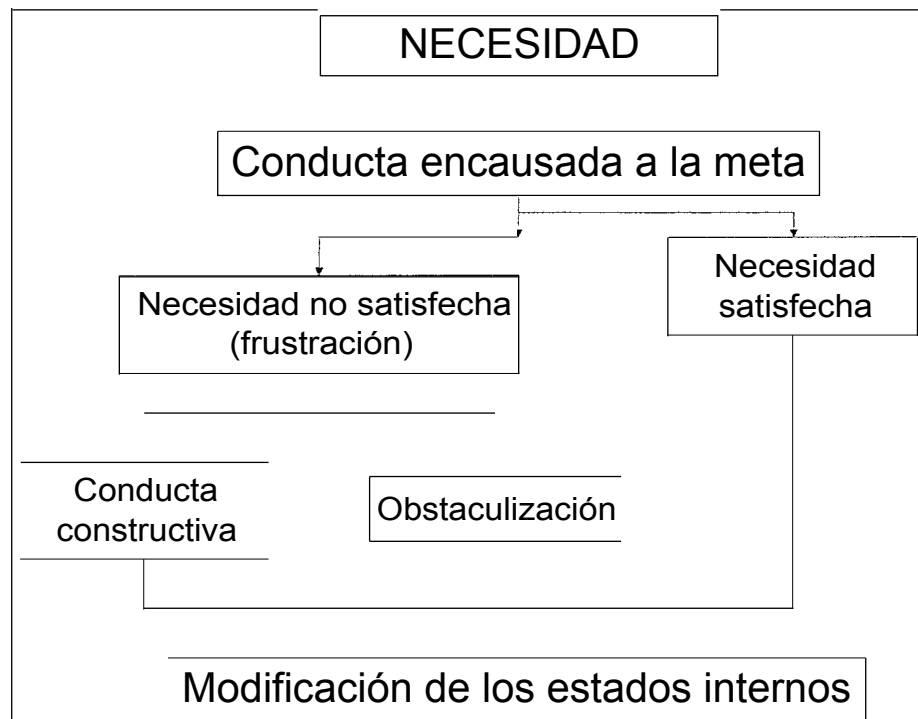 NECESIDAD
Conducta encausada a la meta
Necesidad no satisfecha
(frustración)
Necesidad
satisfecha
Conducta
constructiva
Obstaculización
Modificación de los estados internos